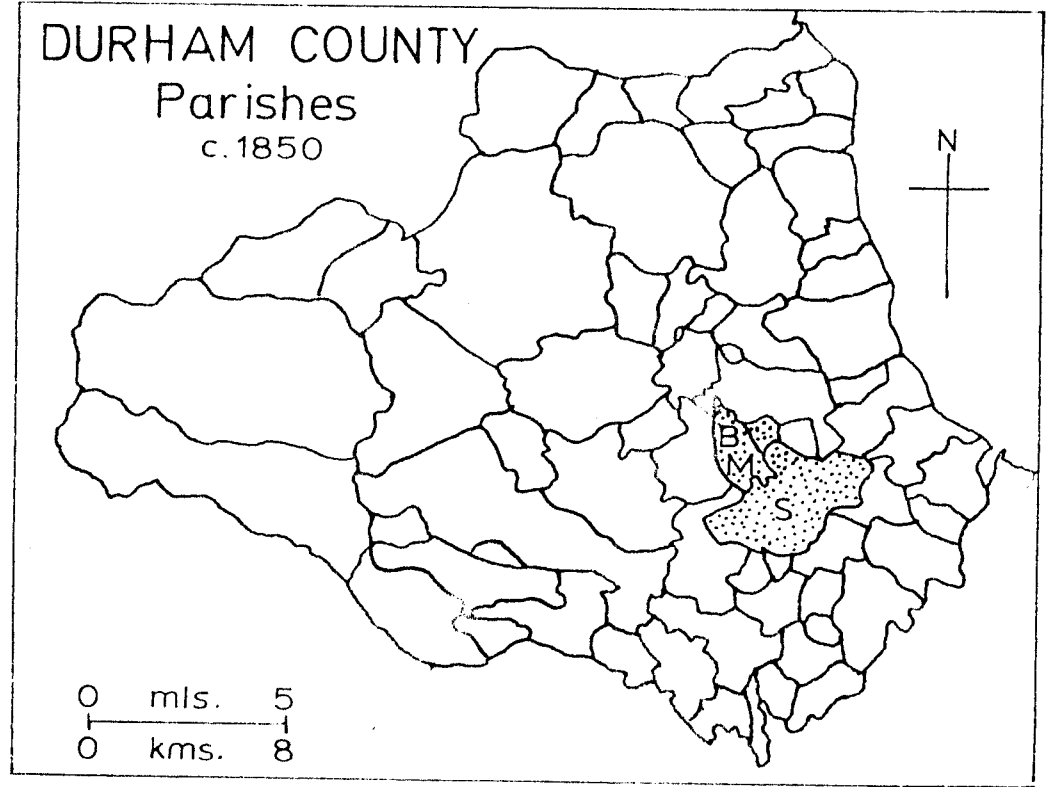 DURHAM COUNTY
Parishes
c. 1850
N
B
M
S
0 mls. 5
0 kms. 8